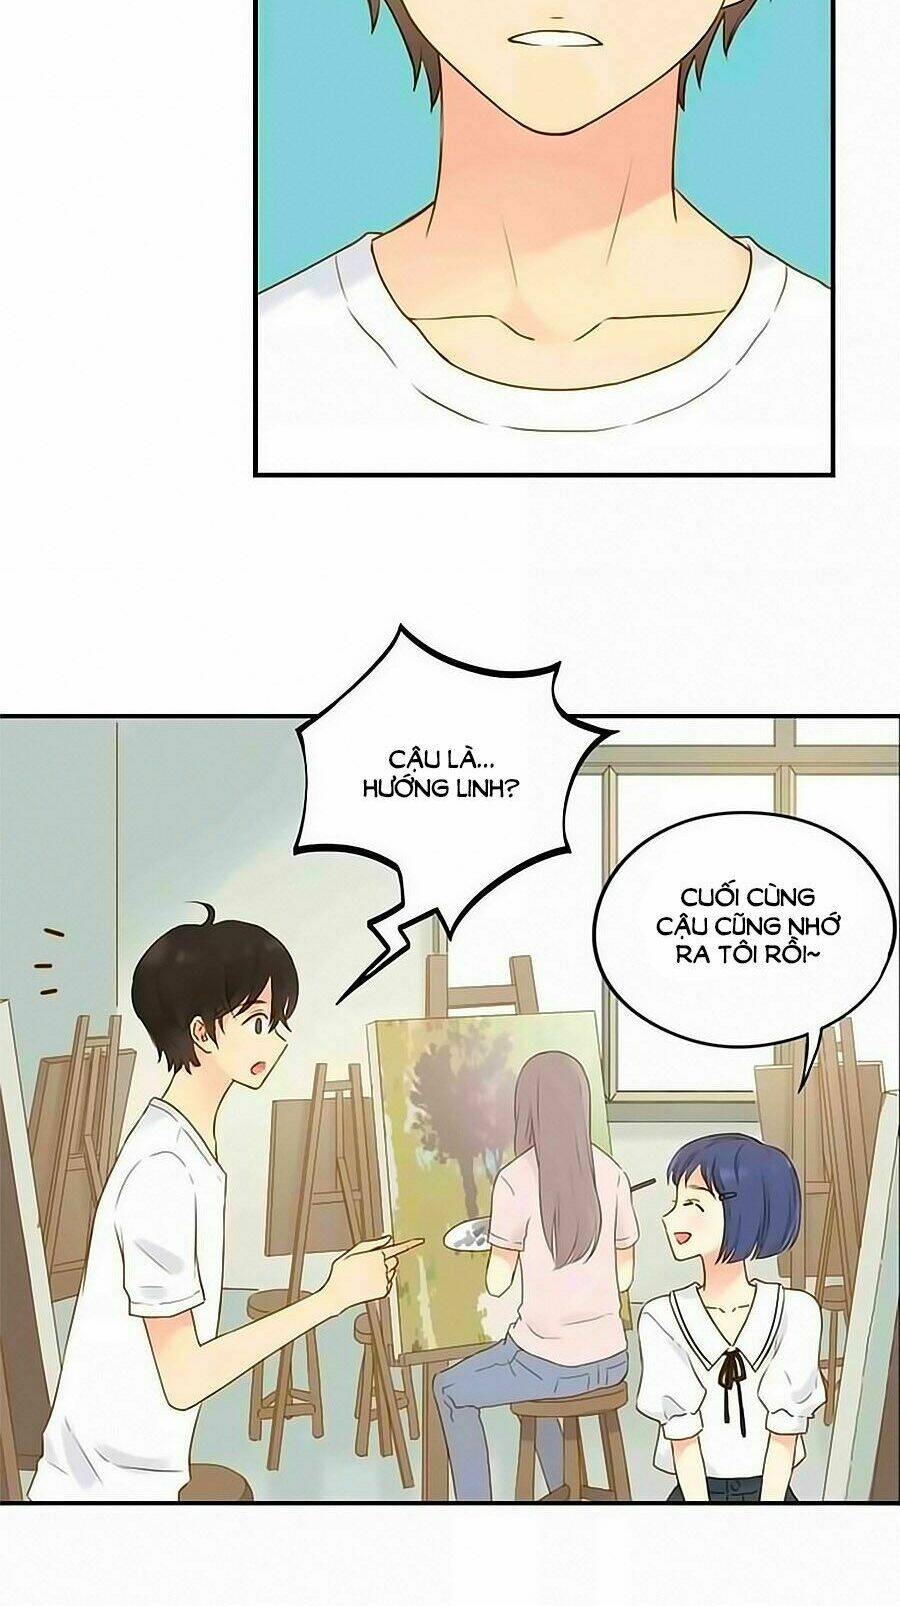 CẬU LÀ...
HƯỚNG LINH?
CUỐI CÙNG
CẬU CŨNG NHỚ
RA TÔI RỒI~